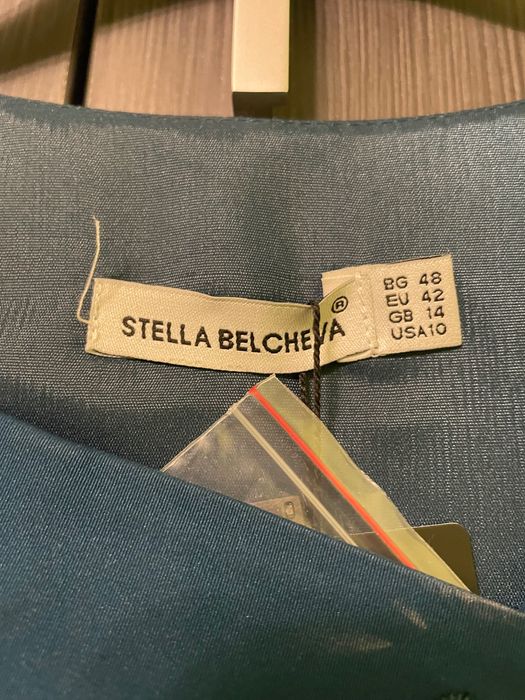 STELLA BELCHEVA®
BG 48
EU 42
GB 14
USA10